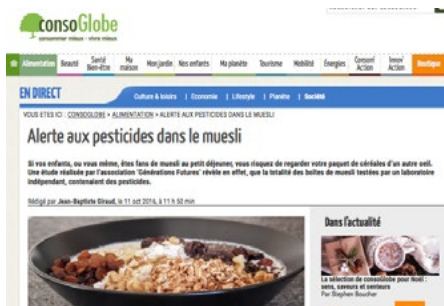 consoGlobe
consommer mieux - vivre mieux
Alimentation Beauté Santé Bien-être Ma maison Mon jardin Nos enfants Ma planète Tourisme Mobilité Énergies Consom' Action Innov' Action Boutique
EN DIRECT
Culture & loisirs | Economie | Lifestyle | Planète | Société
VOUS ETES ICI : CONSOGLOBE > ALIMENTATION > ALERTE AUX PESTICIDES DANS LE MUESLI
Alerte aux pesticides dans le muesli
Si vos enfants, ou vous même, êtes fans de muesli au petit déjeuner, vous risquez de regarder votre paquet de céréales d'un autre oeil.
Une étude réalisée par l'association 'Générations Futures' révèle en effet, que la totalité des boîtes de muesli testées par un laboratoire
indépendant, contenaient des pesticides.
Rédigé par Jean-Baptiste Giraud, le 11 oct 2016, à 11 h 50 min
Dans l'actualité
La sélection de consoGlobe pour Noël :
sens, saveurs et senteurs
Par Stephen Boucher